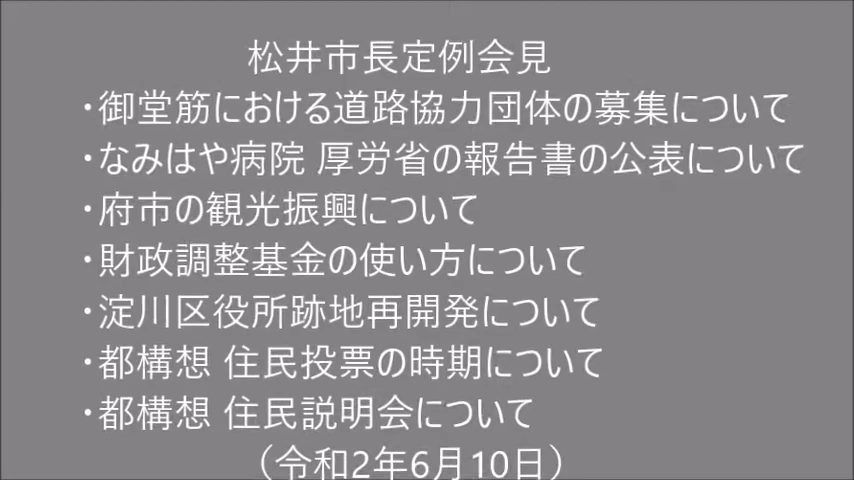 松井市長定例会見
・御堂筋における道路協力団体の募集について
・なみはや病院 厚労省の報告書の公表について
・府市の観光振興について
・財政調整基金の使い方について
・淀川区役所跡地再開発について
・都構想 住民投票の時期について
・都構想 住民説明会について
（令和2年6月10日）